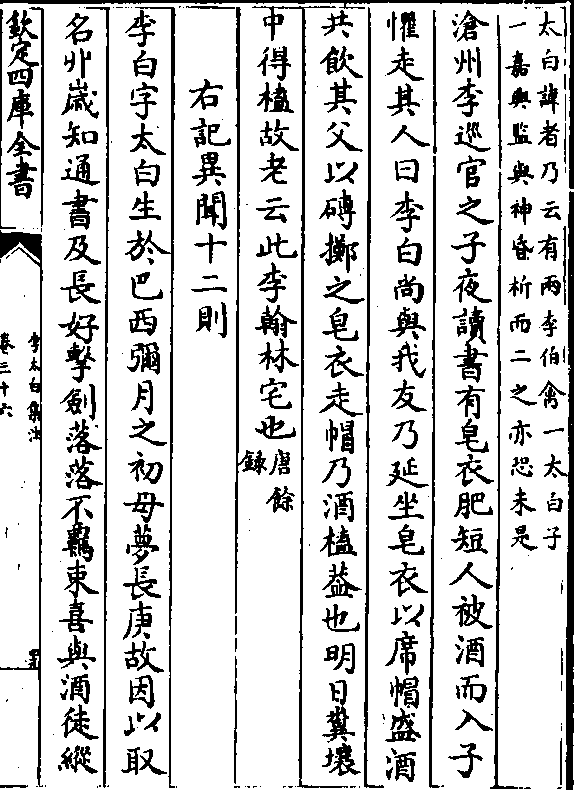 太白諱者乃云有兩李伯禽一太白子
一嘉興監與神昏析而二之亦恐未是
滄州李巡官之子夜讀書有皂衣肥短人被酒而入子
懼走其人曰李白尚與我友乃延坐皂衣以席帽盛酒
共飲其父以磚擲之皂衣走帽乃酒榼葢也明日糞壤
中得榼故老云此李翰林宅也唐餘
錄
右記異聞十二則
李白字太白生於巴西彌月之初母夢長庚故因以取
名丱歲知通書及長好擊劍落落不羈束喜與酒徒縱
欽定四庫全書
李太白集注
卷三十六